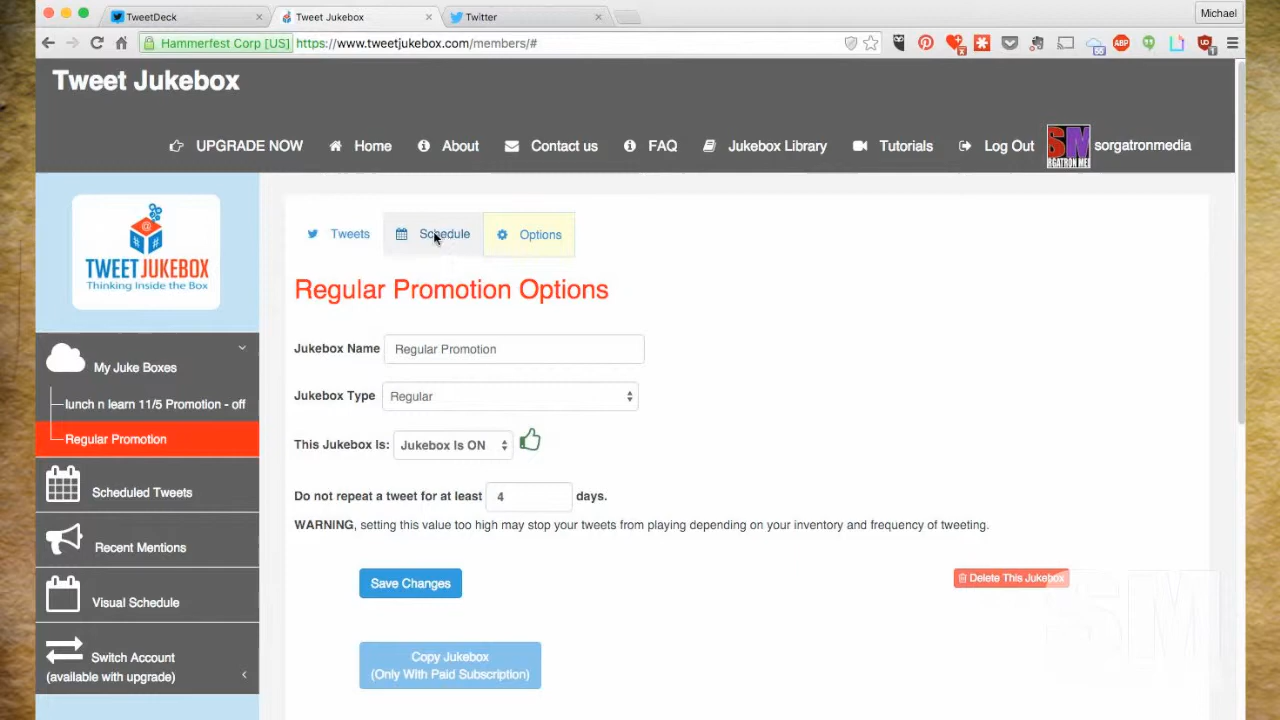 TweetDeck
Tweet Jukebox
Twitter
Michael
Hammerfest Corp [US]
https://www.tweetjukebox.com/members/#
Tweet Jukebox
UPGRADE NOW
Home
About
Contact us
FAQ
Jukebox Library
Tutorials
Log Out
SM
RGATRON MED
sorgatronmedia
TWEETJUKEBOX
Thinking Inside the Box
Tweets
Schedule
Options
Regular Promotion Options
Jukebox Name
Regular Promotion
Jukebox Type
Regular
This Jukebox Is:
Jukebox Is ON
Do not repeat a tweet for at least
4
days.
WARNING, setting this value too high may stop your tweets from playing depending on your inventory and frequency of tweeting.
Save Changes
Delete This Jukebox
Copy Jukebox
(Only With Paid Subscription)
My Juke Boxes
lunch n learn 11/5 Promotion - off
Regular Promotion
Scheduled Tweets
Recent Mentions
Visual Schedule
Switch Account
(available with upgrade)
SM